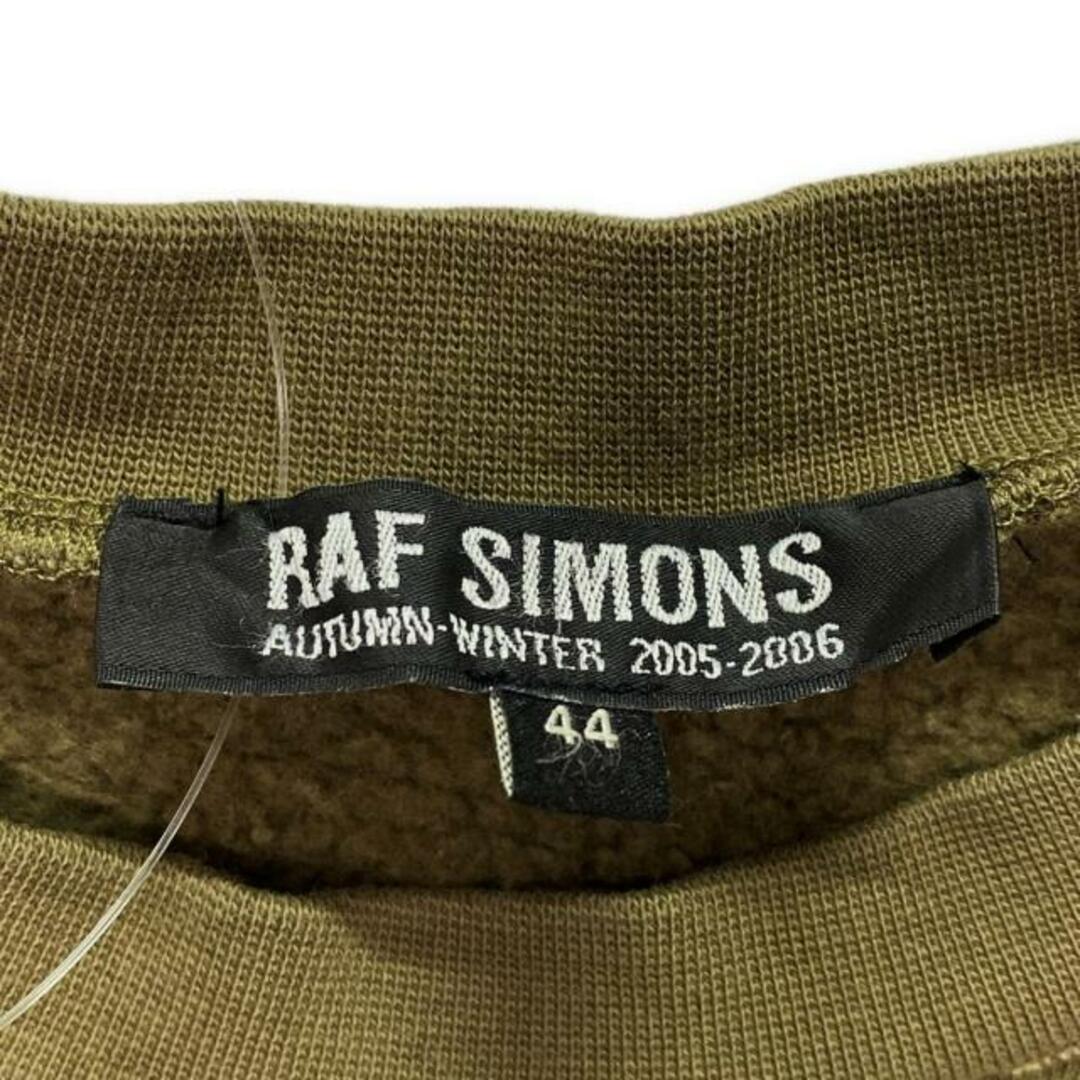 RAF SIMONS
AUTUMN-WINTER 2005-2006
44